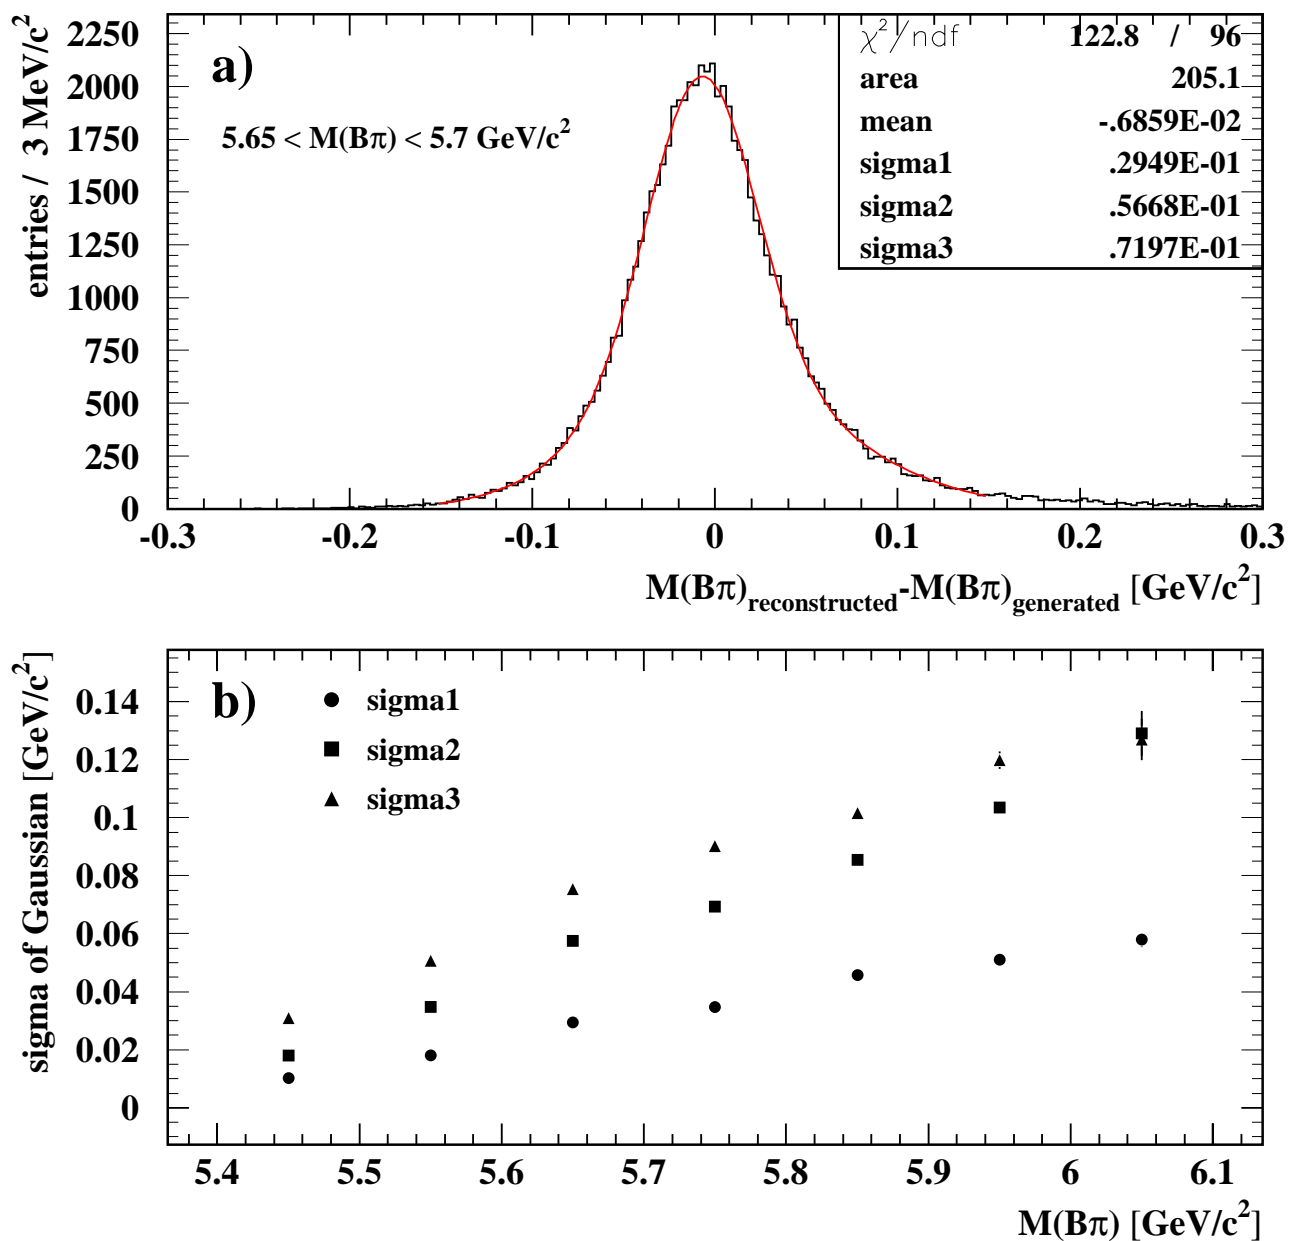 a)
5.65 < M(Bπ) < 5.7 GeV/c²
χ²/ndf 122.8 / 96
area 205.1
mean -.6859E-02
sigma1 .2949E-01
sigma2 .5668E-01
sigma3 .7197E-01
entries / 3 MeV/c²
2250
2000
1750
1500
1250
1000
750
500
250
0
-0.3 -0.2 -0.1 0 0.1 0.2 0.3
M(Bπ)reconstructed-M(Bπ)generated [GeV/c²]
b)
sigma1
sigma2
sigma3
sigma of Gaussian [GeV/c²]
0.14
0.12
0.1
0.08
0.06
0.04
0.02
0
5.4 5.5 5.6 5.7 5.8 5.9 6 6.1
M(Bπ) [GeV/c²]